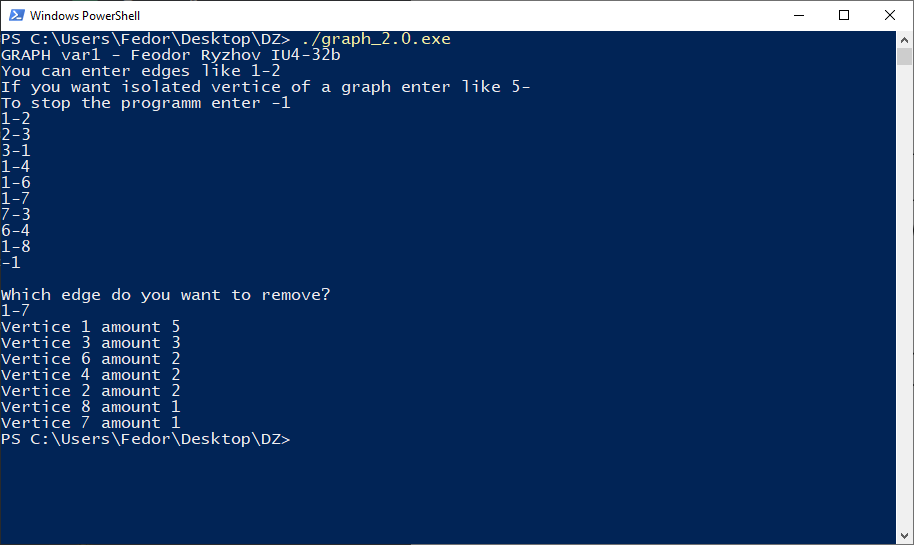 Windows PowerShell
PS C:\Users\Fedor\Desktop\DZ> ./graph_2.0.exe
GRAPH var1 - Feodor Ryzhov IU4-32b
You can enter edges like 1-2
If you want isolated vertice of a graph enter like 5-
To stop the programm enter -1
1-2
2-3
3-1
1-4
1-6
1-7
7-3
6-4
1-8
-1
Which edge do you want to remove?
1-7
Vertice 1 amount 5
Vertice 3 amount 3
Vertice 6 amount 2
Vertice 4 amount 2
Vertice 2 amount 2
Vertice 8 amount 1
Vertice 7 amount 1
PS C:\Users\Fedor\Desktop\DZ>